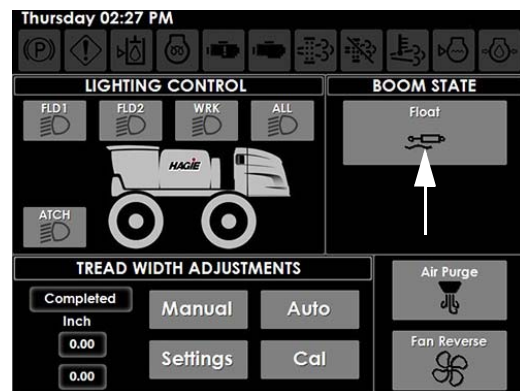 Thursday 02:27 PM
LIGHTING CONTROL
BOOM STATE
FLD1
FLD2
WRK
ALL
Float
HAGIE
ATCH
TREAD WIDTH ADJUSTMENTS
Completed
Inch
0.00
0.00
Manual
Auto
Settings
Cal
Air Purge
Fan Reverse